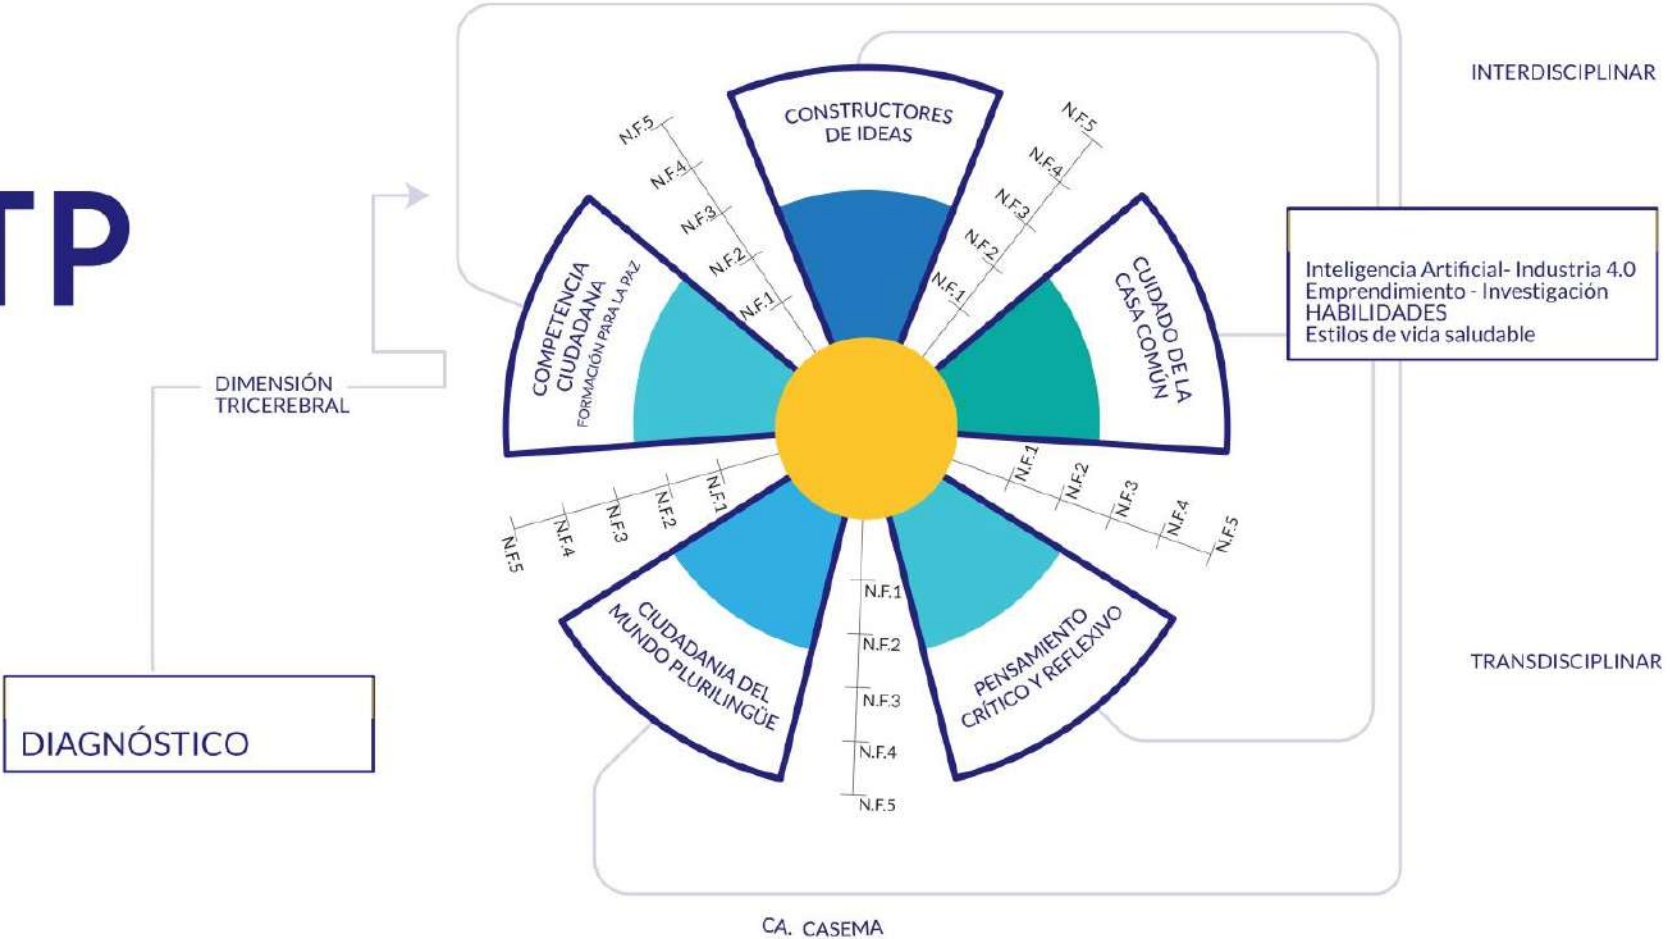 INTERDISCIPLINAR
CONSTRUCTORES
DE IDEAS
N.F.5
N.F.4
N.F.3
N.F.2
N.F.1
N.F.5
N.F.4
N.F.3
N.F.2
N.F.1
TP
COMPETENCIA
CIUDADANA
FORMACIÓN PARA LA PAZ
CUIDADO DE LA
CASA COMÚN
Inteligencia Artificial- Industria 4.0
Emprendimiento - Investigación
HABILIDADES
Estilos de vida saludable
DIMENSIÓN
TRICEREBRAL
N.F.1
N.F.2
N.F.3
N.F.4
N.F.5
N.F.1
N.F.2
N.F.3
N.F.4
N.F.5
CIUDADANIA DEL
MUNDO PLURILINGÜE
N.F.1
N.F.2
N.F.3
N.F.4
N.F.5
PENSAMIENTO
CRÍTICO Y REFLEXIVO
TRANSDISCIPLINAR
DIAGNÓSTICO
CA. CASEMA